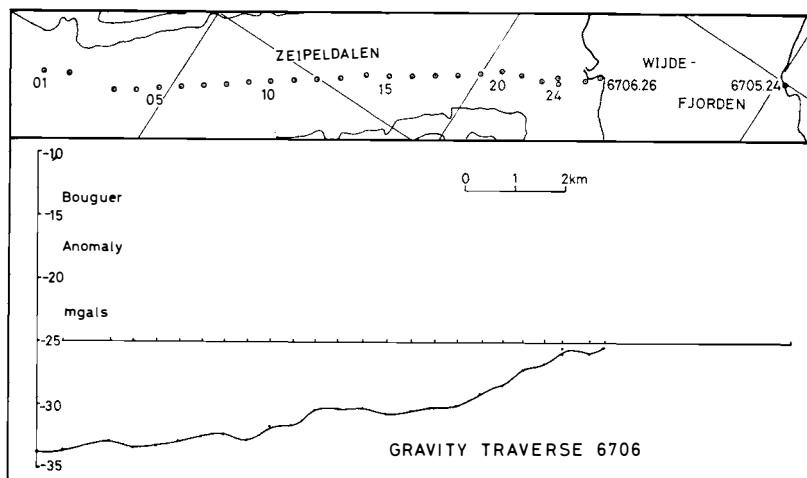 ZEIPELDALEN
WIJDE-
FJORDEN
01
05
10
15
20
24
6706.26
6705.24
-10
Bouguer
-15
Anomaly
-20
mgals
-25
-30
-35
0 1 2km
GRAVITY TRAVERSE 6706